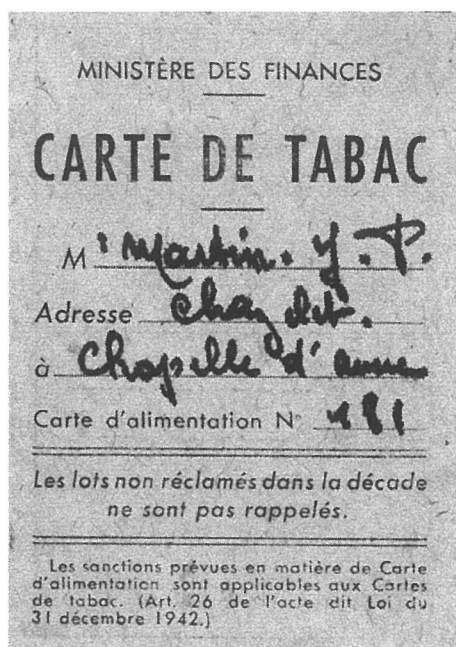 MINISTÈRE DES FINANCES
CARTE DE TABAC
M Martin. J. P.
Adresse
à Chapelle d'
Carte d'alimentation N° 181
Les lots non réclamés dans la décade
ne sont pas rappelés.
Les sanctions prévues en matière de Carte
d'alimentation sont applicables aux Cartes
de tabac. (Art. 26 de l'acte dit Loi du
31 décembre 1942.)